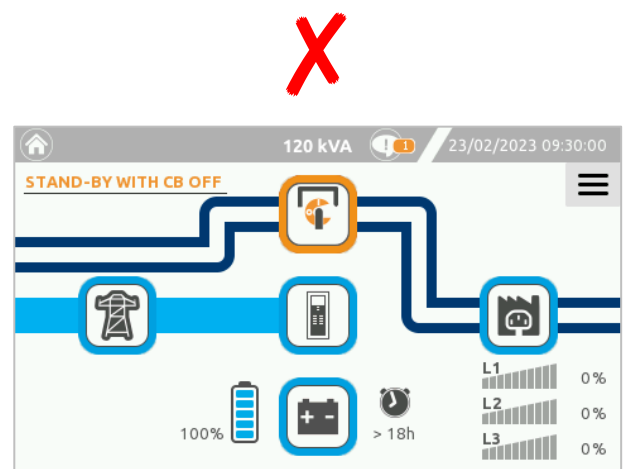 120 kVA
1
23/02/2023 09:30:00
STAND-BY WITH CB OFF
L1
0%
L2
0%
100%
> 18h
L3
0%